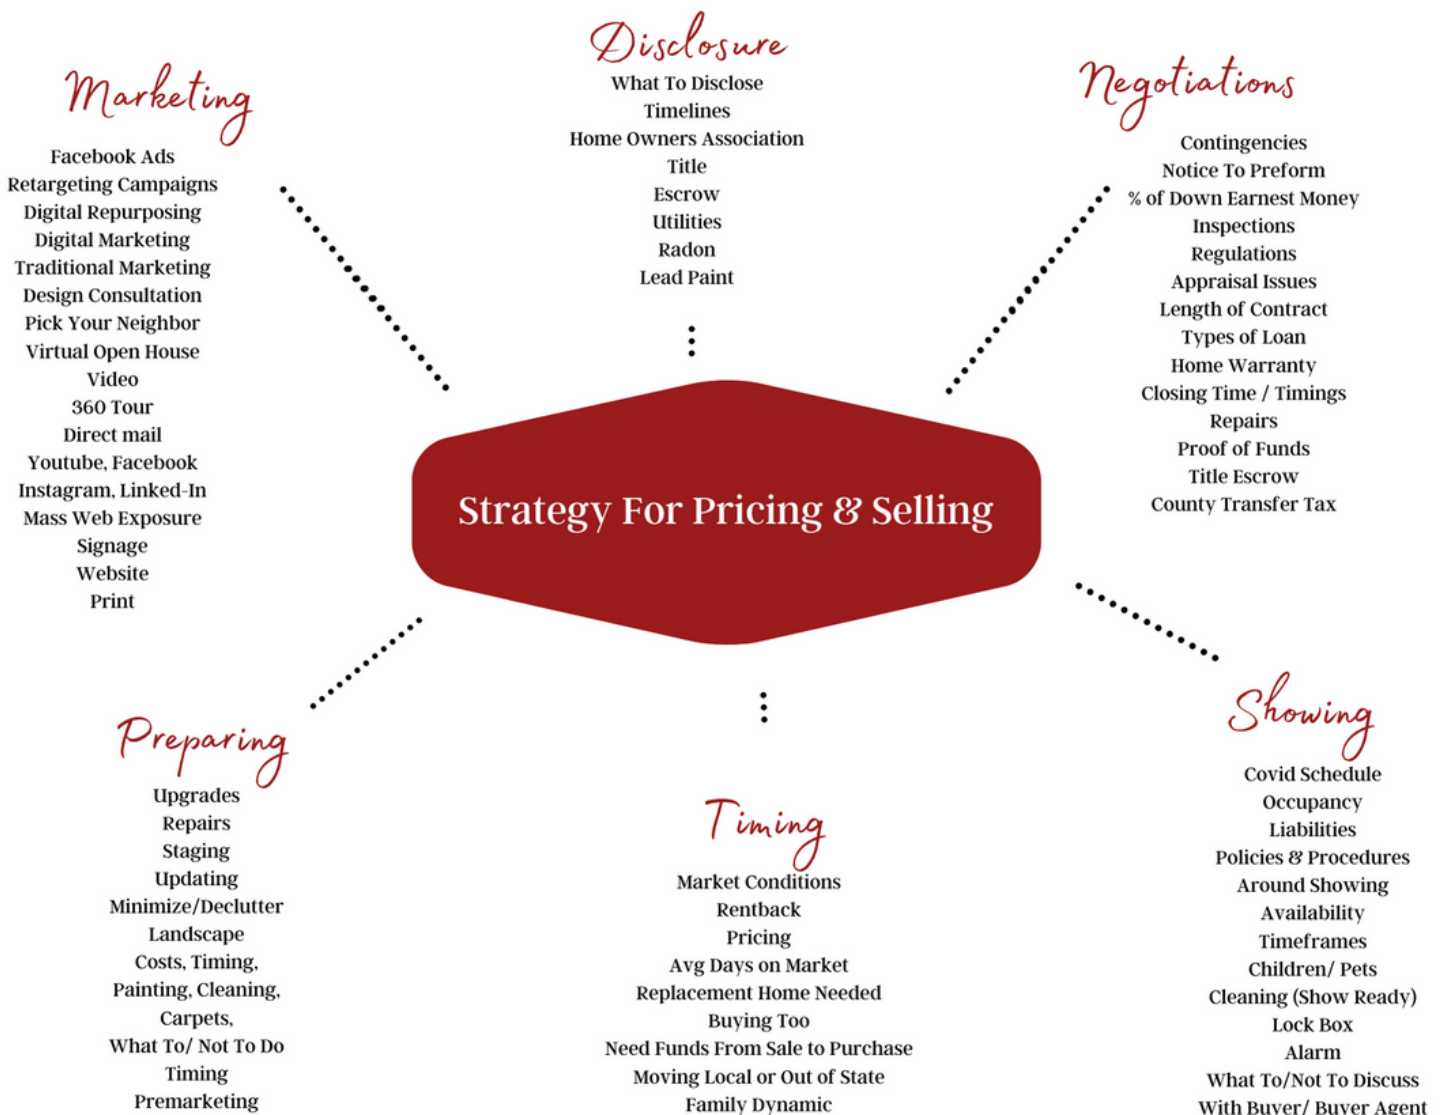 Marketing
Facebook Ads
Retargeting Campaigns
Digital Repurposing
Digital Marketing
Traditional Marketing
Design Consultation
Pick Your Neighbor
Virtual Open House
Video
360 Tour
Direct mail
Youtube, Facebook
Instagram, Linked-In
Mass Web Exposure
Signage
Website
Print
Disclosure
What To Disclose
Timelines
Home Owners Association
Title
Escrow
Utilities
Radon
Lead Paint
Negotiations
Contingencies
Notice To Preform
% of Down Earnest Money
Inspections
Regulations
Appraisal Issues
Length of Contract
Types of Loan
Home Warranty
Closing Time / Timings
Repairs
Proof of Funds
Title Escrow
County Transfer Tax
Strategy For Pricing & Selling
Preparing
Upgrades
Repairs
Staging
Updating
Minimize/Declutter
Landscape
Costs, Timing,
Painting, Cleaning,
Carpets,
What To/ Not To Do
Timing
Premarketing
Timing
Market Conditions
Rentback
Pricing
Avg Days on Market
Replacement Home Needed
Buying Too
Need Funds From Sale to Purchase
Moving Local or Out of State
Family Dynamic
Showing
Covid Schedule
Occupancy
Liabilities
Policies & Procedures
Around Showing
Availability
Timeframes
Children/ Pets
Cleaning (Show Ready)
Lock Box
Alarm
What To/Not To Discuss
With Buyer/ Buyer Agent